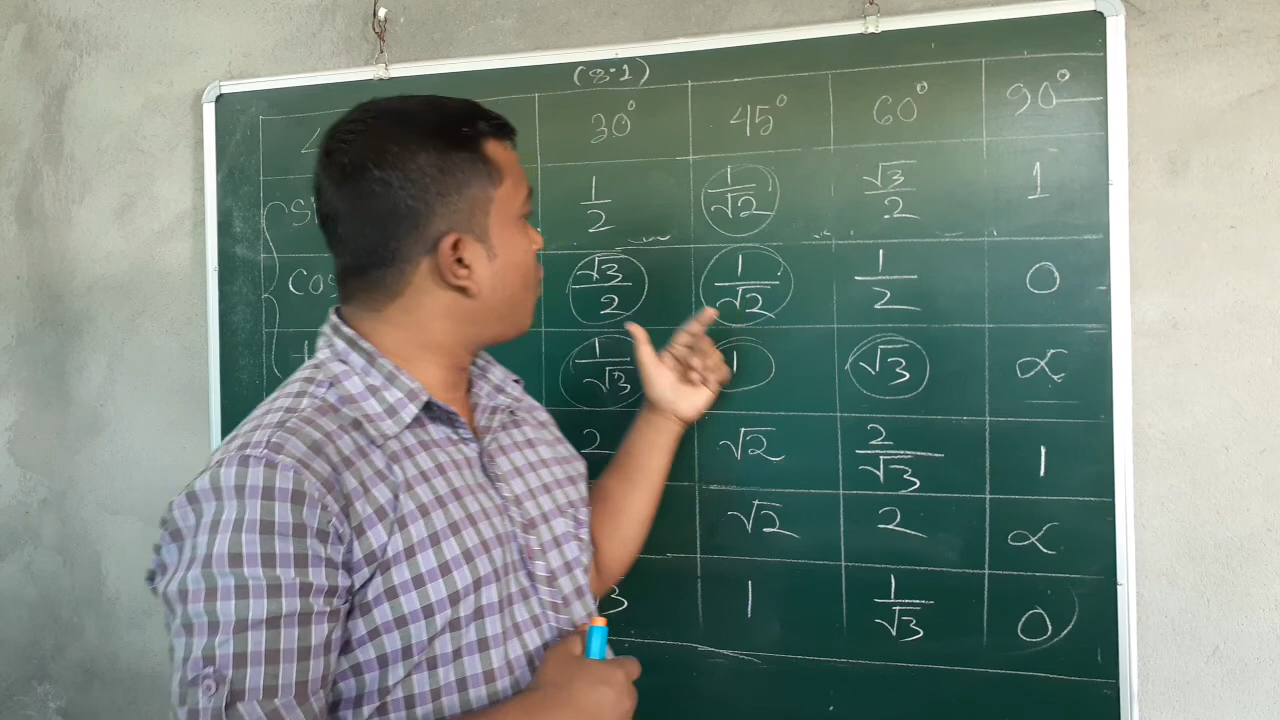 (8.1)
∠ 30° 45° 60° 90°
1/2 1/√2 √3/2 1
cos √3/2 1/√2 1/2 0
1/√3 1 √3 ∝
2 √2 2/√3 1
√2 2 ∝
3 1 1/√3 0